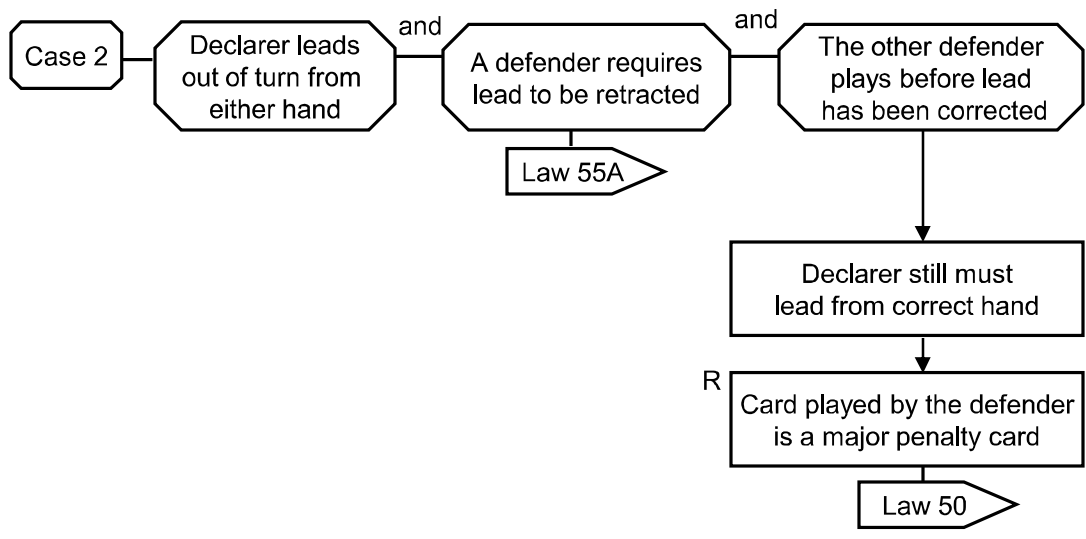 Case 2
Declarer leads
out of turn from
either hand
and
A defender requires
lead to be retracted
and
The other defender
plays before lead
has been corrected
Law 55A
Declarer still must
lead from correct hand
R
Card played by the defender
is a major penalty card
Law 50